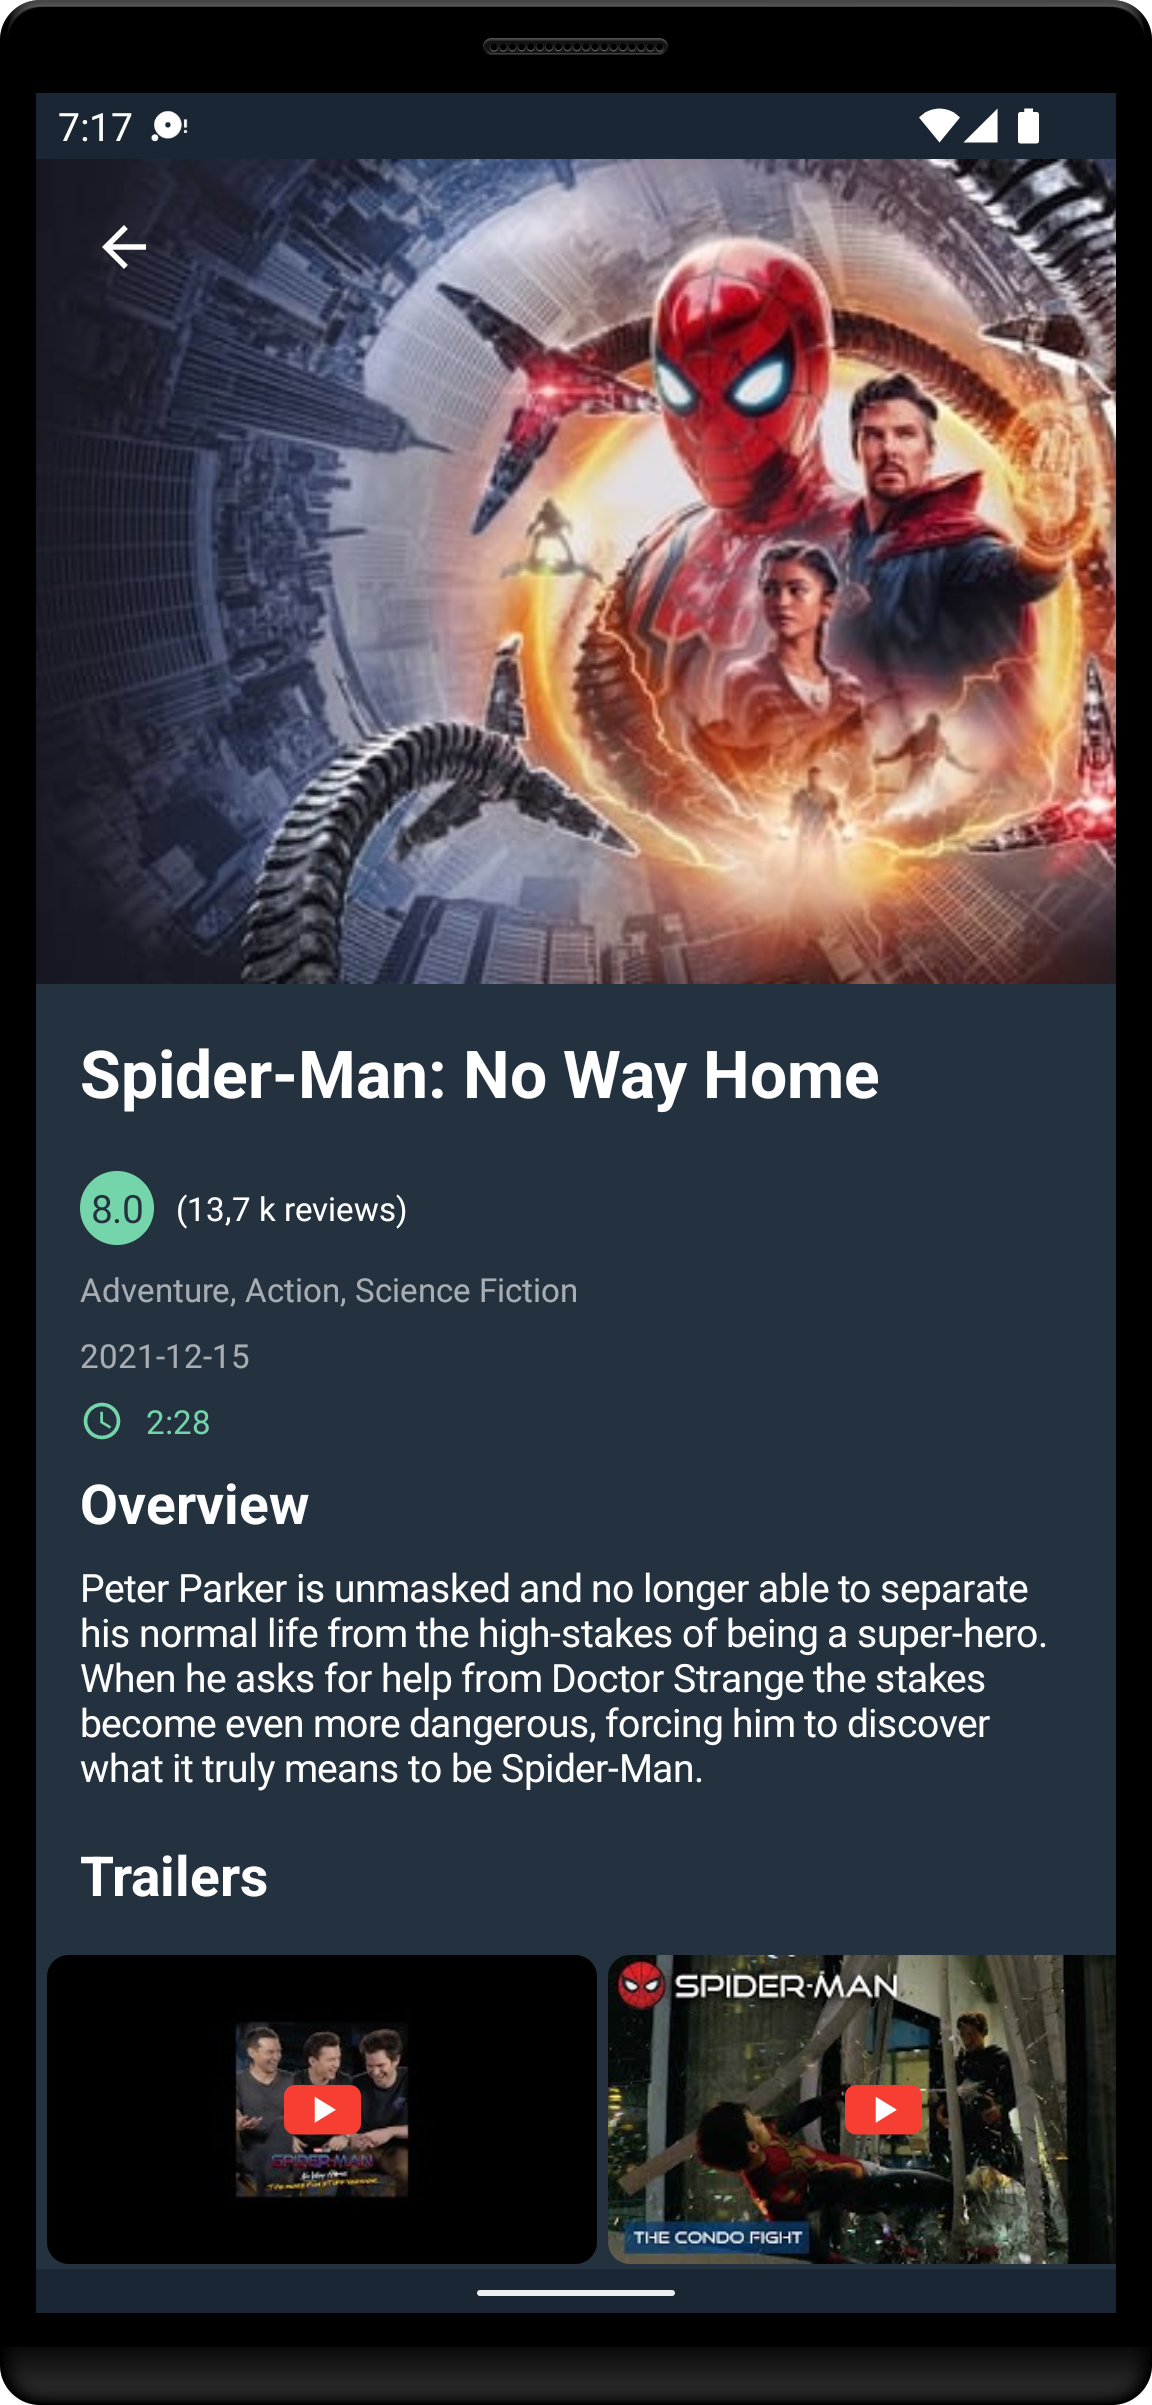 7:17
Spider-Man: No Way Home
8.0 (13,7 k reviews)
Adventure, Action, Science Fiction
2021-12-15
2:28
Overview
Peter Parker is unmasked and no longer able to separate
his normal life from the high-stakes of being a super-hero.
When he asks for help from Doctor Strange the stakes
become even more dangerous, forcing him to discover
what it truly means to be Spider-Man.
Trailers
SPIDER-MAN
THE CONDO FIGHT
SPIDER-MAN
No Way Home